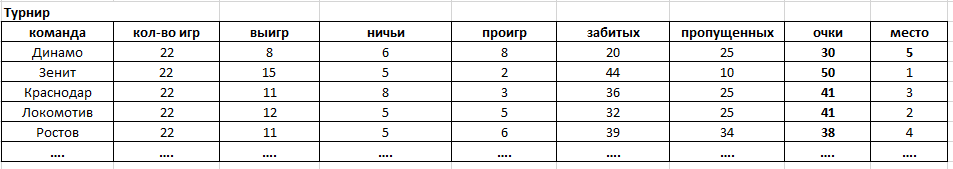 Турнир
команда кол-во игр выигр ничьи проигр забитых пропущенных очки место
Динамо 22 8 6 8 20 25 30 5
Зенит 22 15 5 2 44 10 50 1
Краснодар 22 11 8 3 36 25 41 3
Локомотив 22 12 5 5 32 25 41 2
Ростов 22 11 5 6 39 34 38 4
.... .... .... .... .... .... .... .... ....